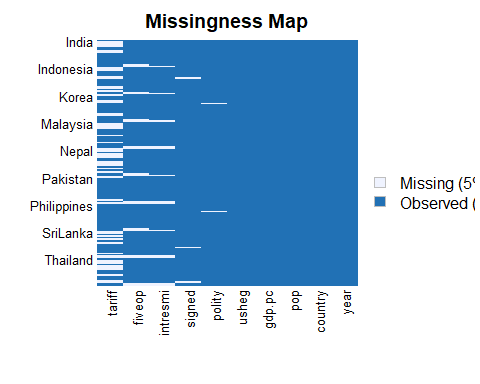 Missingness Map
India
Indonesia
Korea
Malaysia
Nepal
Pakistan
Philippines
SriLanka
Thailand
Missing (5%
Observed (
tariff
fiveop
intresmi
signed
polity
usheg
gdp.pc
pop
country
year